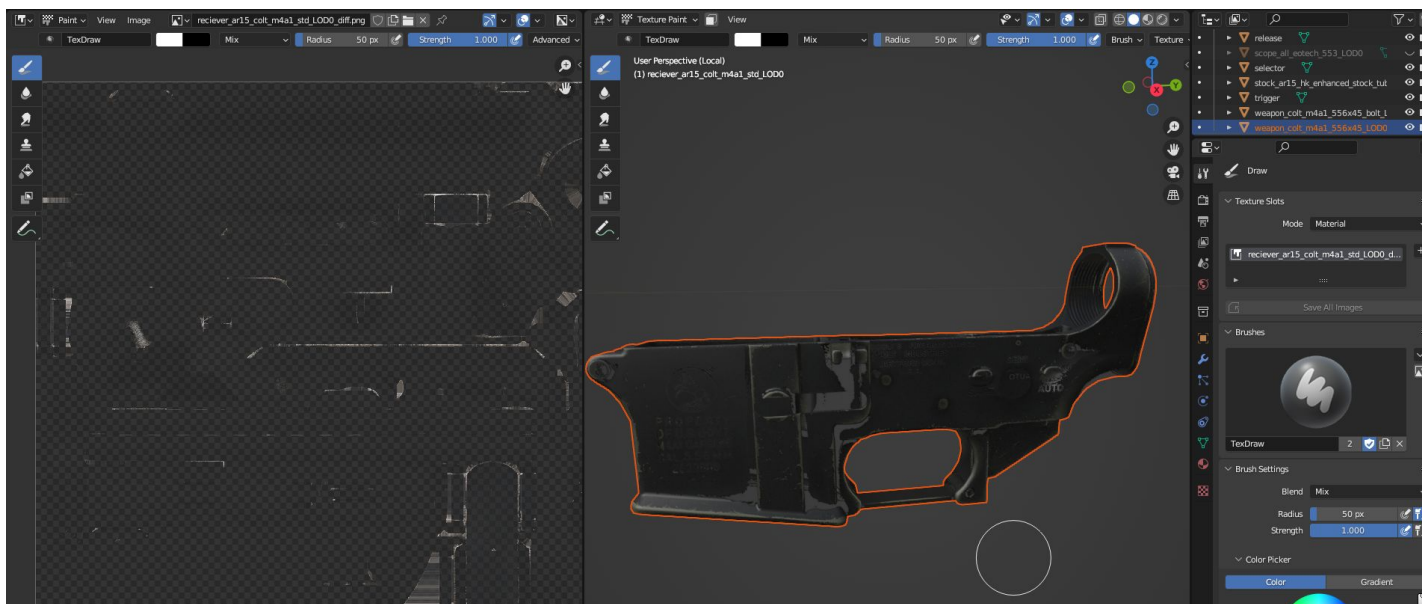 Paint View Image reciever_ar15_colt_m4a1_std_LOD0_diff.png
TexDraw Mix Radius 50 px Strength 1.000 Advanced
Texture Paint View
TexDraw Mix Radius 50 px Strength 1.000 Brush Texture
User Perspective (Local)
(1) reciever_ar15_colt_m4a1_std_LOD0
Z
Y
X
AUTO
release
scope_all_eotech_553_LOD0
selector
stock_ar15_hk_enhanced_stock_tut
trigger
weapon_colt_m4a1_556x45_bolt_L
weapon_colt_m4a1_556x45_LOD0
Draw
Texture Slots
Mode Material
reciever_ar15_colt_m4a1_std_LOD0_d...
Save All Images
Brushes
TexDraw 2
Brush Settings
Blend Mix
Radius 50 px
Strength 1.000
Color Picker
Color Gradient